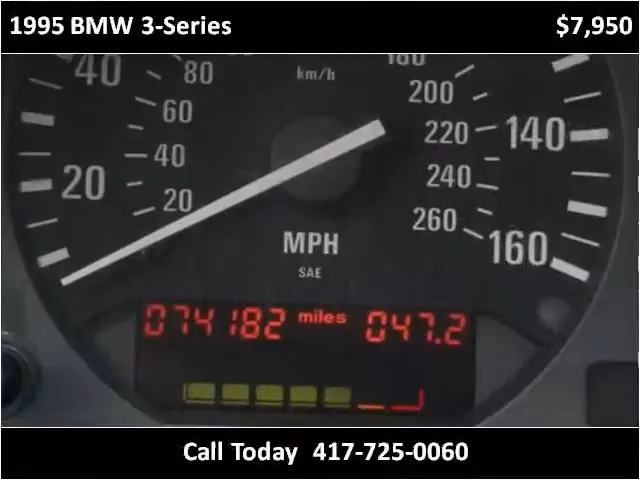 1995 BMW 3-Series $7,950
40 80 km/h 180
60 200
220 140
40
20 240
20 260
MPH 160
SAE
074182 miles 047.2
Call Today 417-725-0060